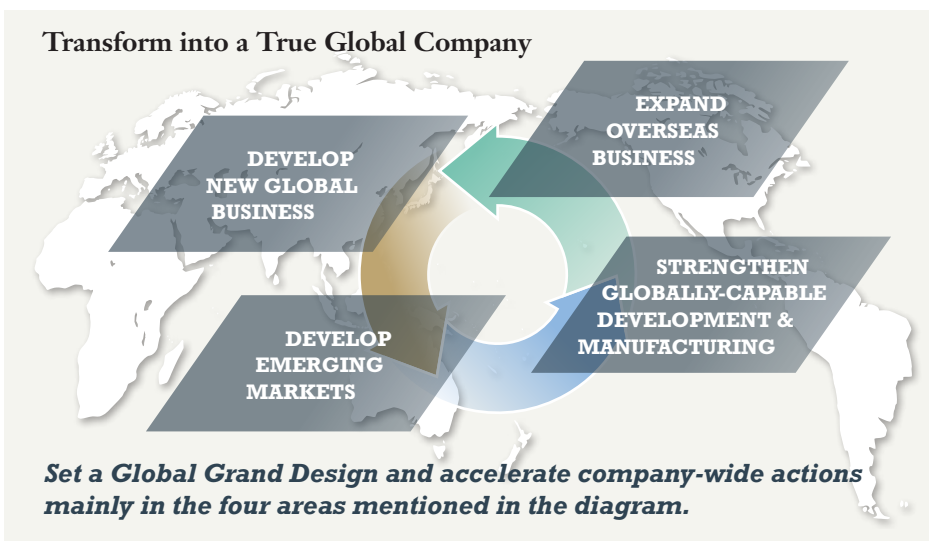 Transform into a True Global Company
EXPAND
OVERSEAS
BUSINESS
DEVELOP
NEW GLOBAL
BUSINESS
STRENGTHEN
GLOBALLY-CAPABLE
DEVELOPMENT &
MANUFACTURING
DEVELOP
EMERGING
MARKETS
Set a Global Grand Design and accelerate company-wide actions
mainly in the four areas mentioned in the diagram.